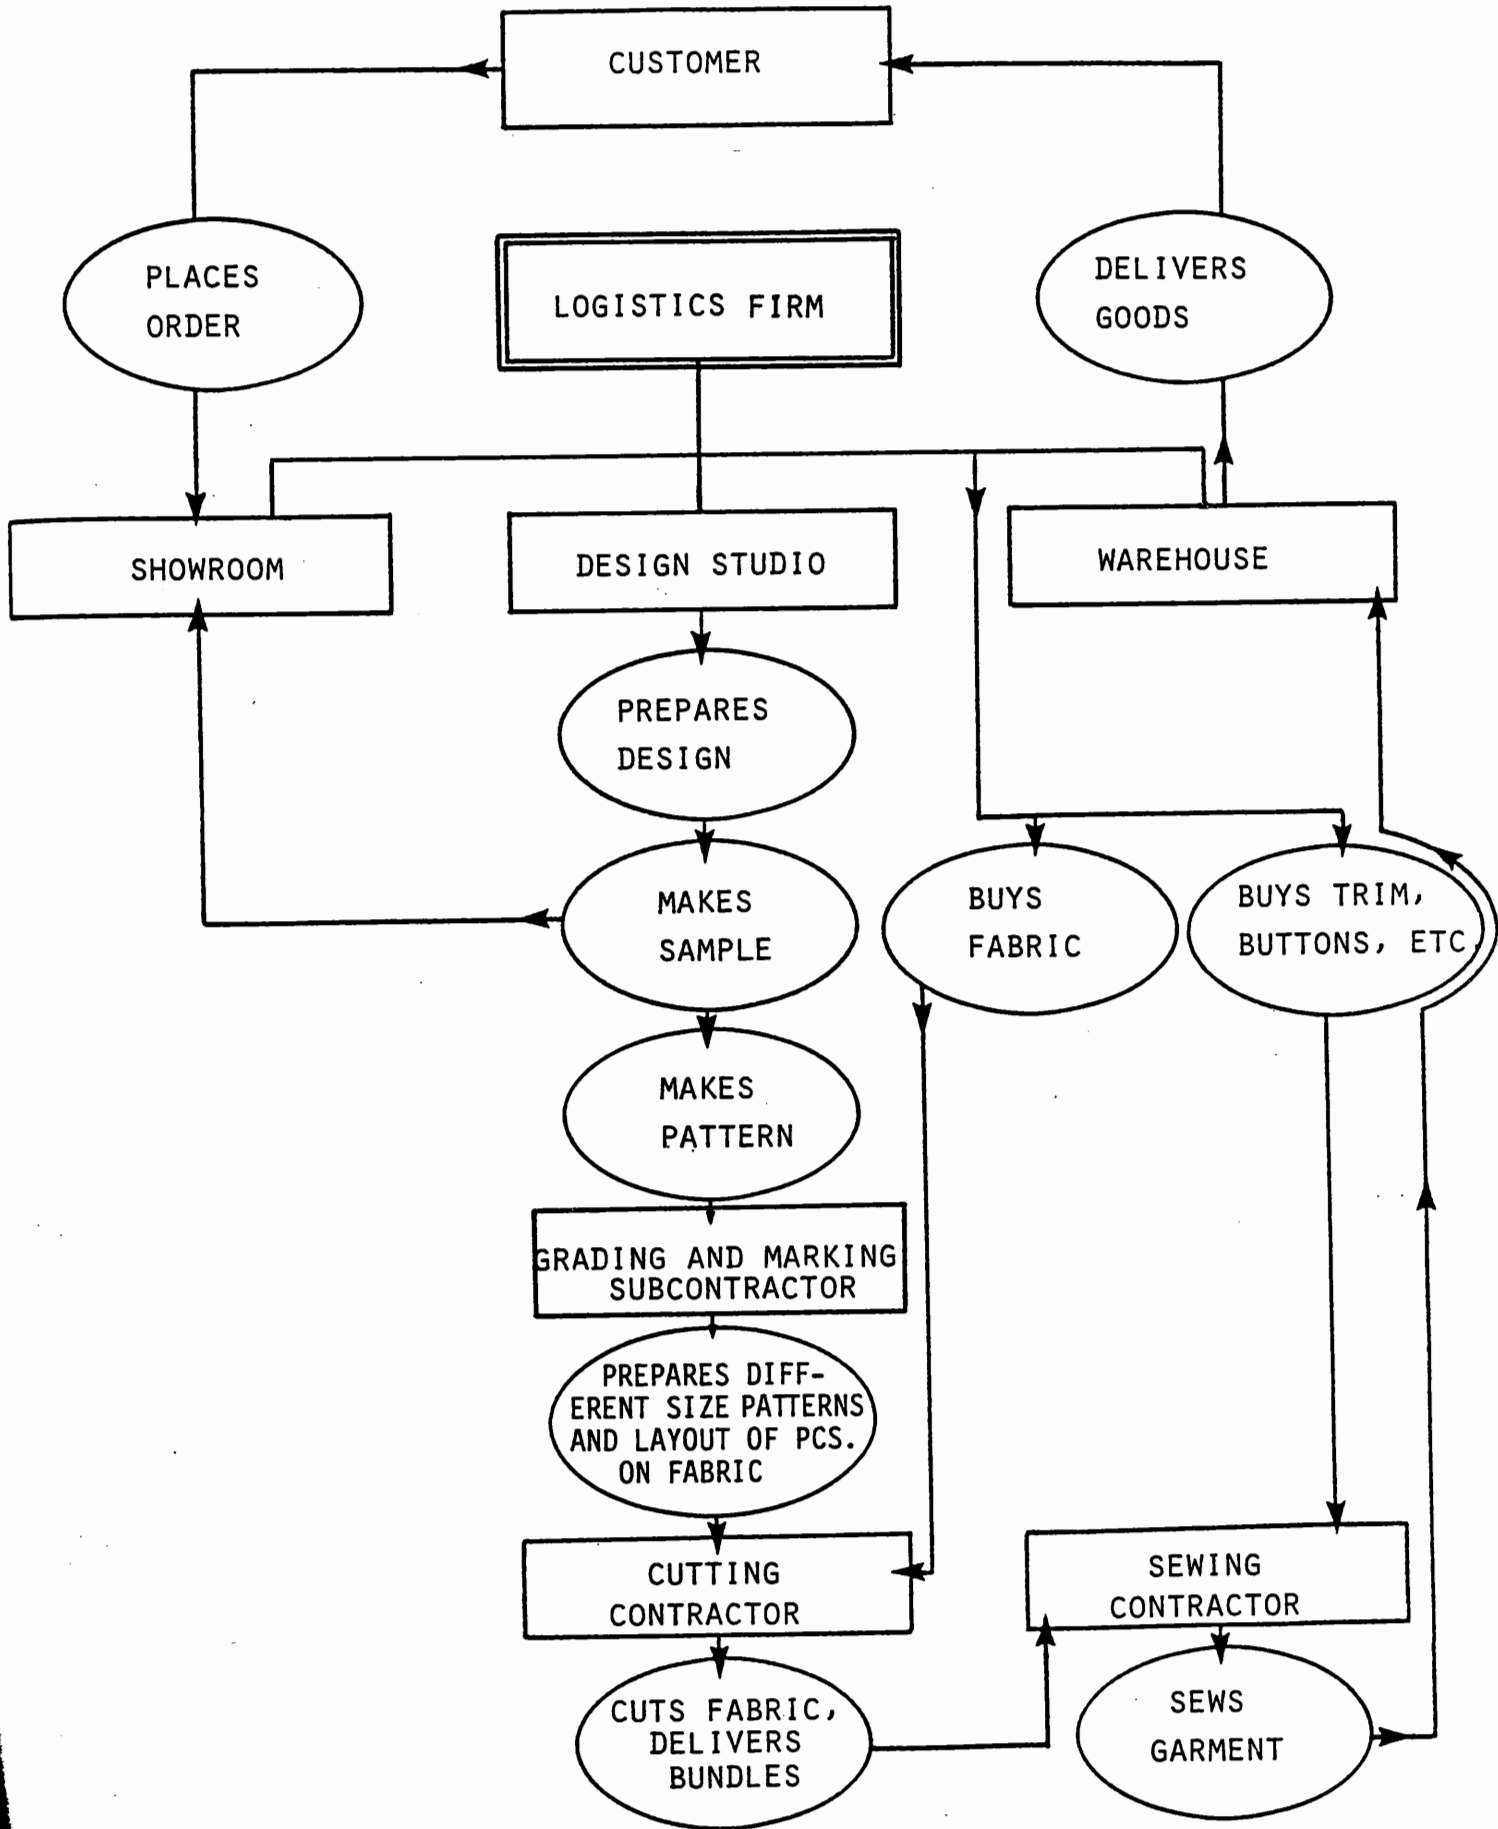 CUSTOMER
PLACES
ORDER
LOGISTICS FIRM
DELIVERS
GOODS
SHOWROOM
DESIGN STUDIO
WAREHOUSE
PREPARES
DESIGN
MAKES
SAMPLE
BUYS
FABRIC
BUYS TRIM,
BUTTONS, ETC.
MAKES
PATTERN
GRADING AND MARKING
SUBCONTRACTOR
PREPARES DIFF-
ERENT SIZE PATTERNS
AND LAYOUT OF PCS.
ON FABRIC
CUTTING
CONTRACTOR
SEWING
CONTRACTOR
CUTS FABRIC,
DELIVERS
BUNDLES
SEWS
GARMENT